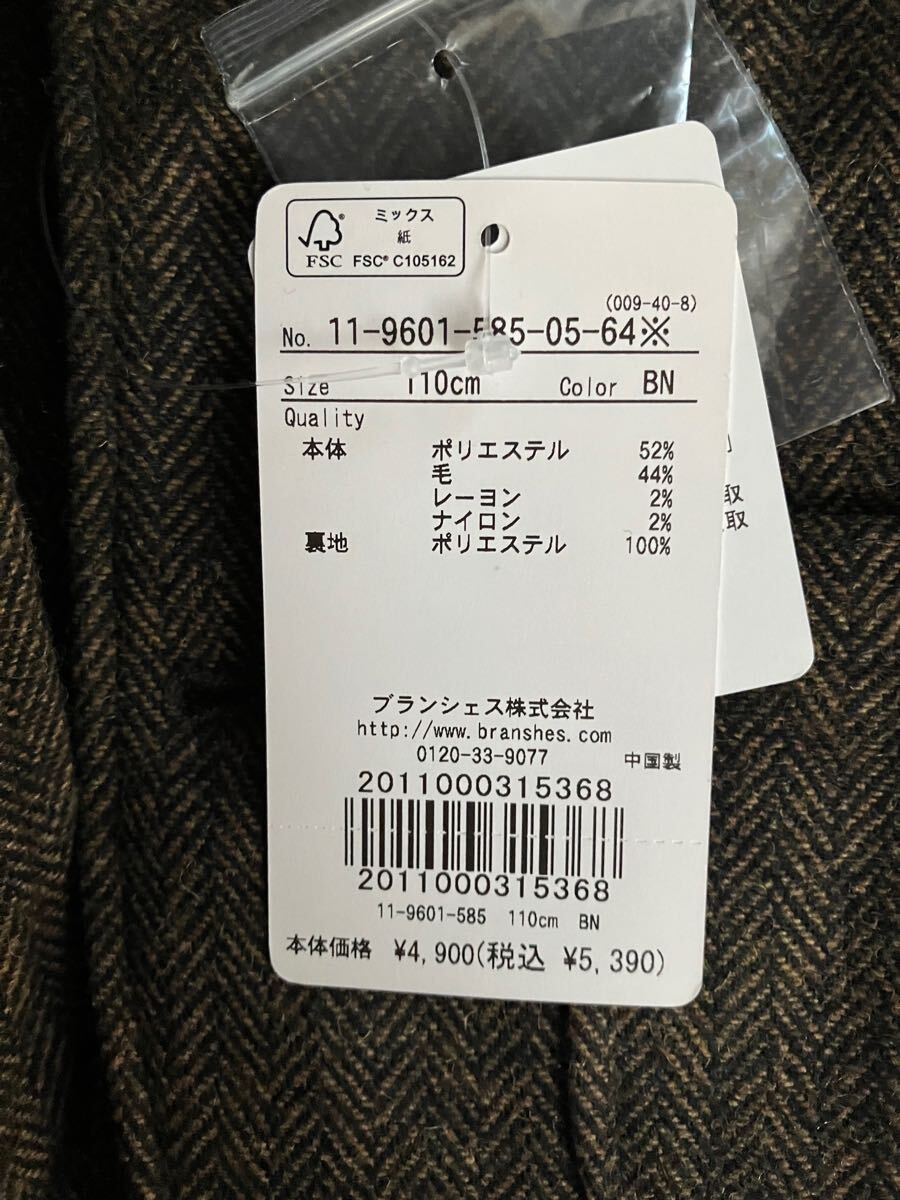 ミックス
紙
FSC® FSC® C105162
(009-40-8)
No. 11-9601-585-05-64※
Size 110cm Color BN
Quality
本体 ポリエステル 52%
毛 44%
レーヨン 2%
ナイロン 2%
裏地 ポリエステル 100%
取
取
ブランシェス株式会社
http://www.branshes.com
0120-33-9077 中国製
2011000315368
2011000315368
11-9601-585 110cm BN
本体価格 ¥4,900(税込 ¥5,390)